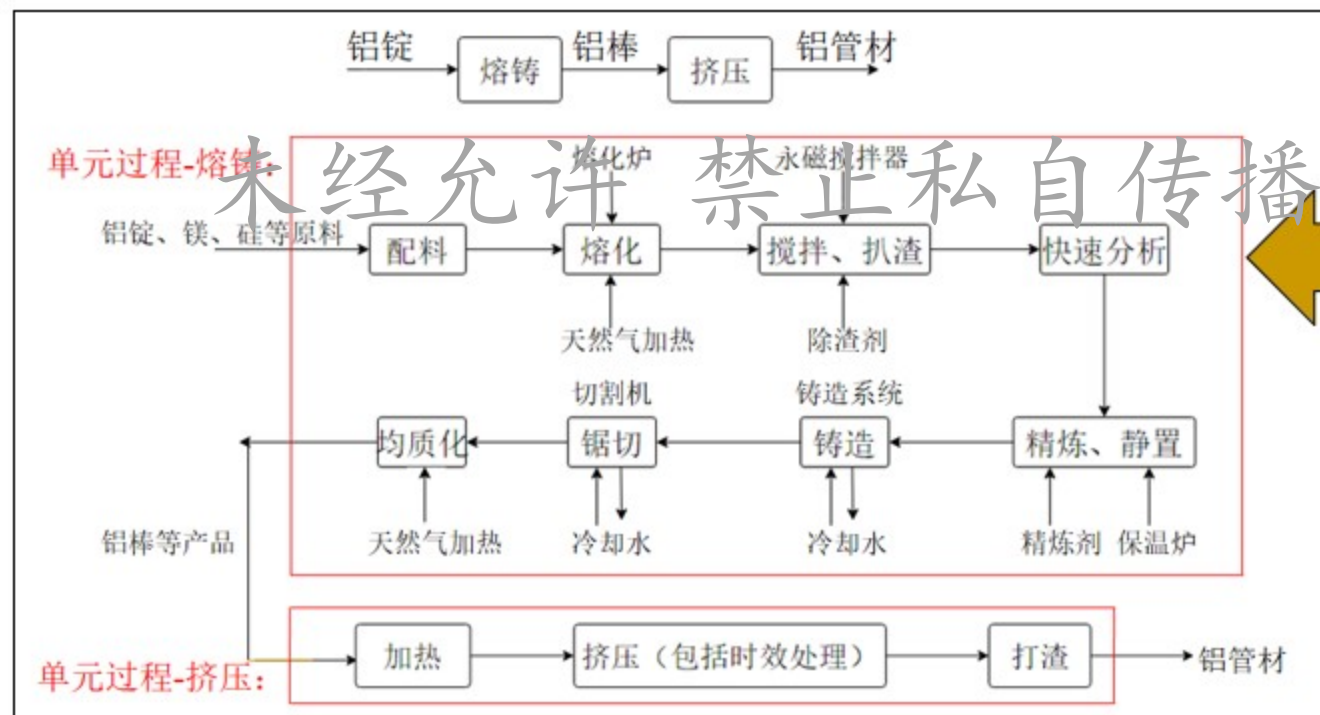 铝锭
熔铸
铝棒
挤压
铝管材
单元过程-熔铸：
未经允许 禁止私自传播
熔化炉
永磁搅拌器
铝锭、镁、硅等原料
配料
熔化
搅拌、扒渣
快速分析
天然气加热
除渣剂
切割机
铸造系统
均质化
锯切
铸造
精炼、静置
铝棒等产品
天然气加热
冷却水
冷却水
精炼剂
保温炉
单元过程-挤压：
加热
挤压（包括时效处理）
打渣
铝管材